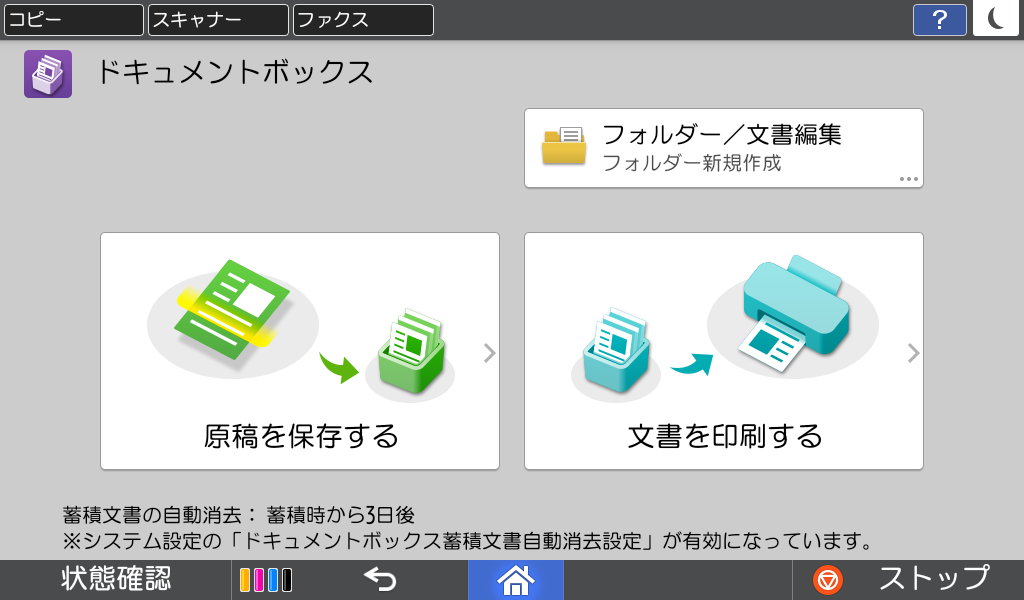 コピー
スキャナー
ファクス
?
ドキュメントボックス
フォルダー／文書編集
フォルダー新規作成
原稿を保存する
文書を印刷する
蓄積文書の自動消去： 蓄積時から3日後
※システム設定の「ドキュメントボックス蓄積文書自動消去設定」が有効になっています。
状態確認
ストップ